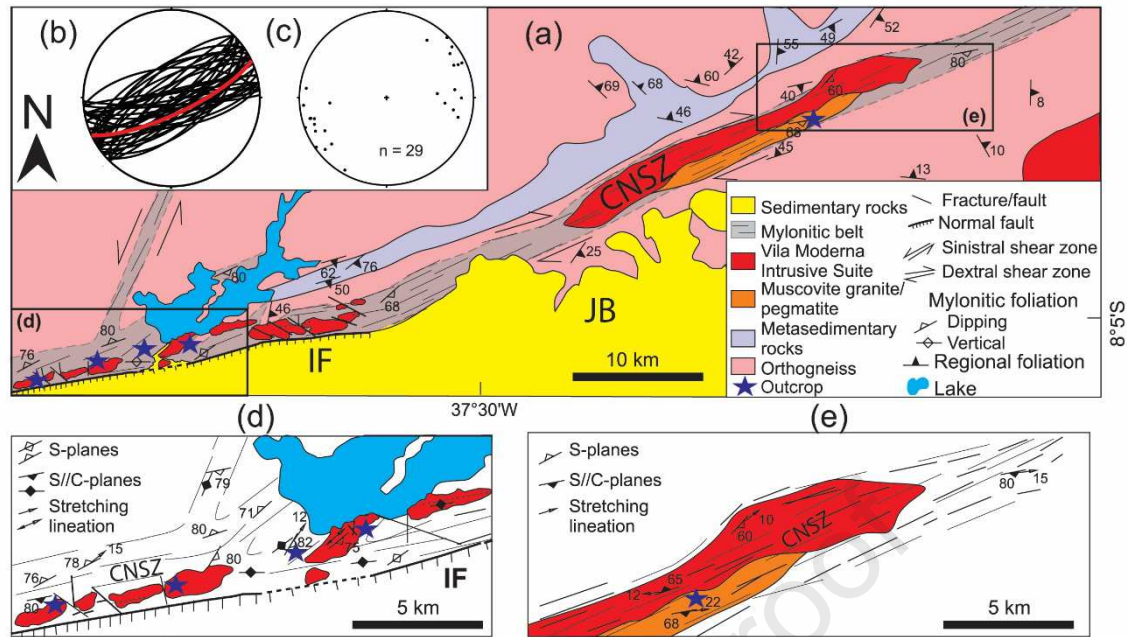 (b)
(c)
(a)
N
n = 29
52
49
55
42
60
68
69
46
80
60
40
(e)
68
45
8
10
13
CNSZ
25
JB
62
76
80
50
46
68
(d)
80
76
IF
10 km
37°30'W
8°5'S
Sedimentary rocks
Mylonitic belt
Vila Moderna
Intrusive Suite
Muscovite granite/
pegmatite
Metasedimentary
rocks
Orthogneiss
Outcrop
Fracture/fault
Normal fault
Sinistral shear zone
Dextral shear zone
Mylonitic foliation
Dipping
Vertical
Regional foliation
Lake
(d)
S-planes
S//C-planes
Stretching
lineation
79
71
12
80
82
75
15
78
80
76
CNSZ
80
IF
5 km
(e)
S-planes
S//C-planes
Stretching
lineation
80
15
10
60
CNSZ
65
12
22
68
5 km
roo